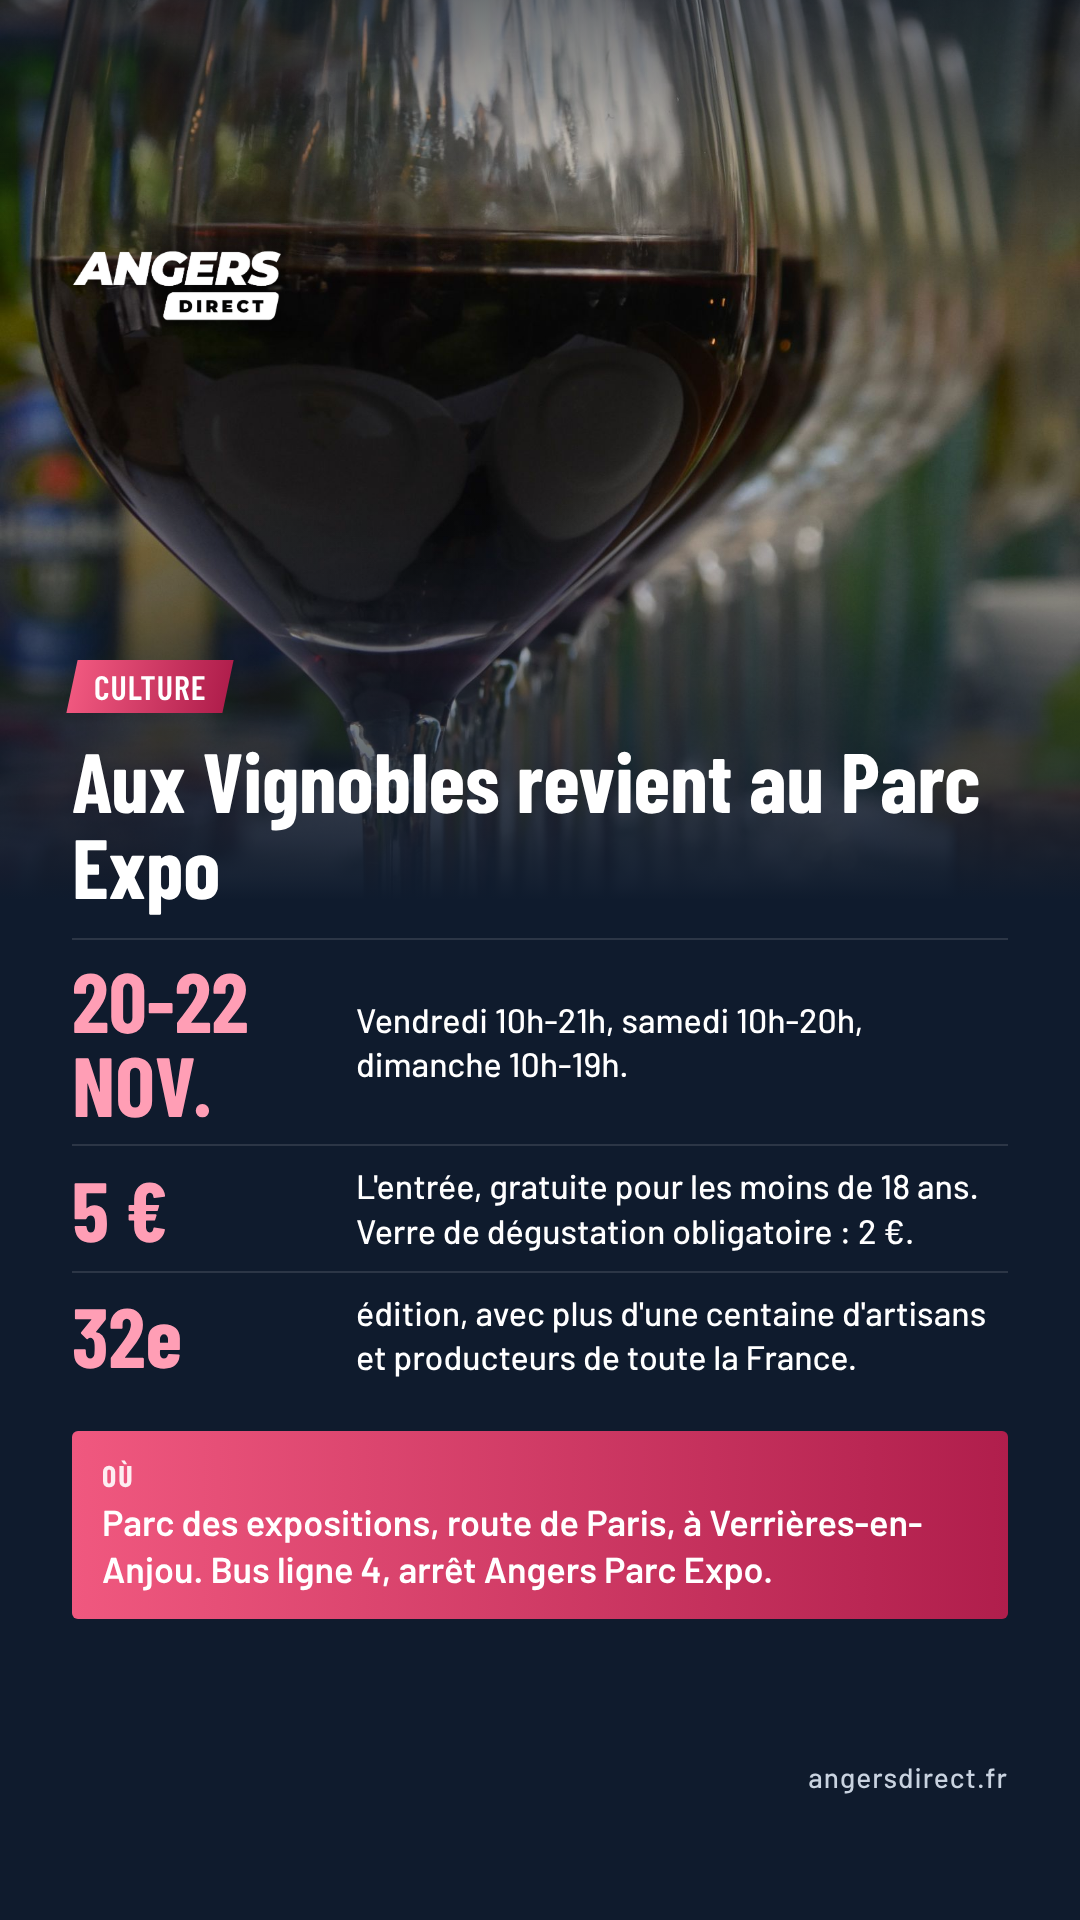 ANGERS
DIRECT
CULTURE
Aux Vignobles revient au Parc
Expo
20-22
NOV.
Vendredi 10h-21h, samedi 10h-20h,
dimanche 10h-19h.
5 €
L'entrée, gratuite pour les moins de 18 ans.
Verre de dégustation obligatoire : 2 €.
32e
édition, avec plus d'une centaine d'artisans
et producteurs de toute la France.
OÙ
Parc des expositions, route de Paris, à Verrières-en-
Anjou. Bus ligne 4, arrêt Angers Parc Expo.
angersdirect.fr